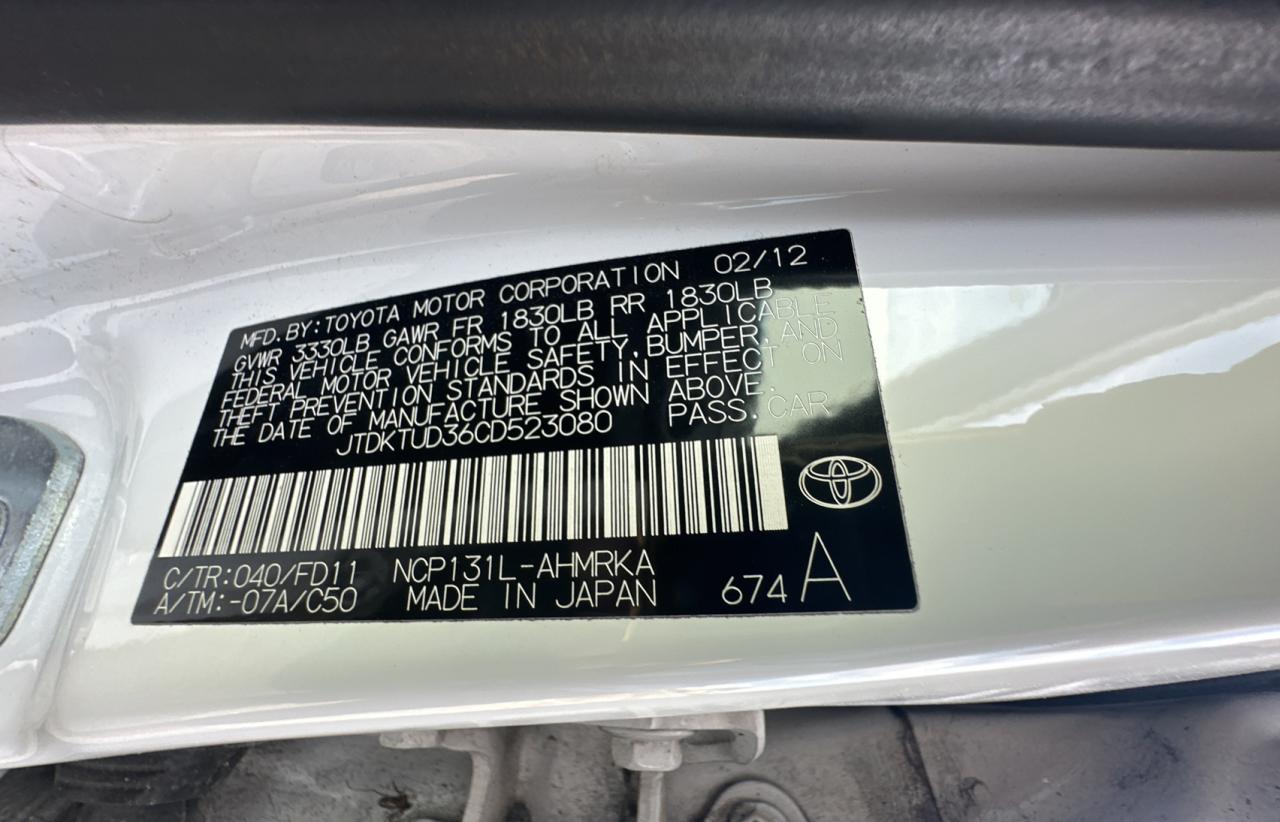 MFD.BY:TOYOTA MOTOR CORPORATION 02/12
GVWR 3330LB GAWR FR 1830LB RR 1830LB
THIS VEHICLE CONFORMS TO ALL APPLICABLE
FEDERAL MOTOR VEHICLE SAFETY,BUMPER,AND
THEFT PREVENTION STANDARDS IN EFFECT ON
THE DATE OF MANUFACTURE SHOWN ABOVE.
JTDKTUD36CD523080 PASS.CAR
C/TR:040/FD11 NCP131L-AHMRKA
A/TM:-07A/C50 MADE IN JAPAN 674 A